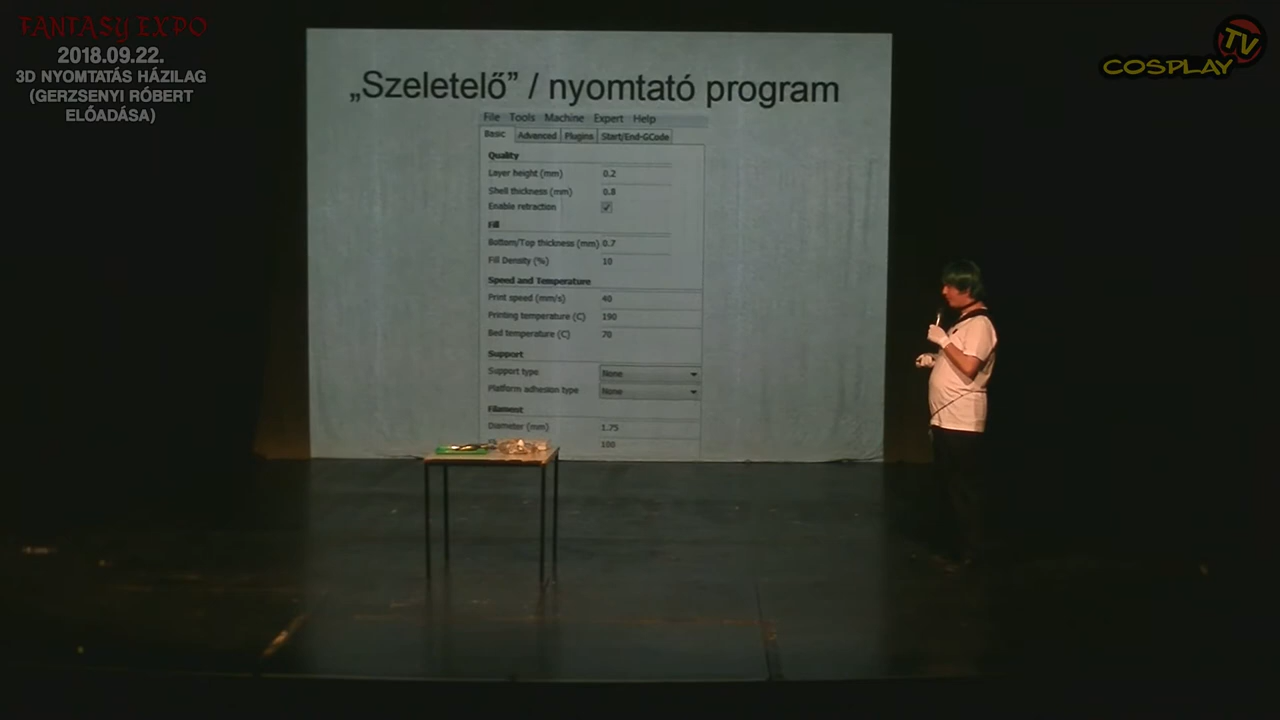 FANTASY EXPO
2018.09.22.
3D NYOMTATÁS HÁZILAG
(GERZSENYI RÓBERT
ELŐADÁSA)
TV
COSPLAY
„Szeletelő” / nyomtató program
File Tools Machine Expert Help
Basic Advanced Plugins Start/End-GCode
Quality
Layer height (mm) 0.2
Shell thickness (mm) 0.8
Enable retraction
Fill
Bottom/Top thickness (mm) 0.7
Fill Density (%) 10
Speed and Temperature
Print speed (mm/s) 40
Printing temperature (C) 190
Bed temperature (C) 70
Support
Support type None
Platform adhesion type None
Filament
Diameter (mm) 1.75
100